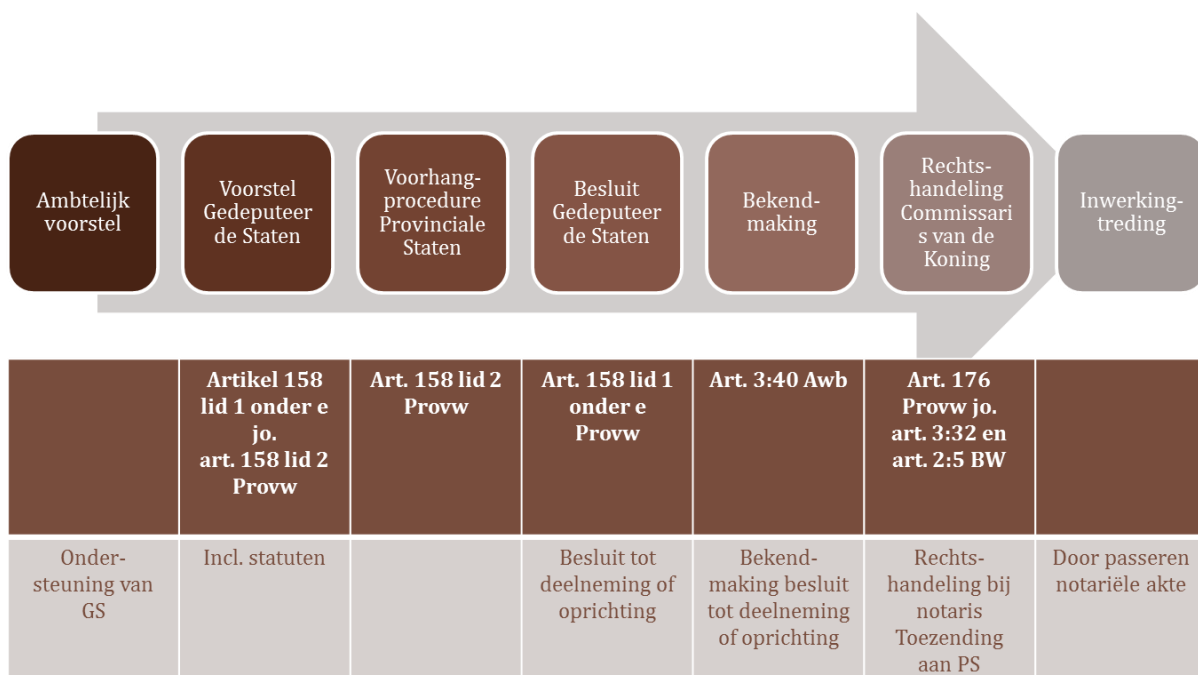 Ambtelijk
voorstel
Voorstel
Gedeputeer
de Staten
Voorhang-
procedure
Provinciale
Staten
Besluit
Gedeputeer
de Staten
Bekend-
making
Rechts-
handeling
Commissari
s van de
Koning
Inwerking-
treding
Artikel 158
lid 1 onder e
jo.
art. 158 lid 2
Provw
Art. 158 lid 2
Provw
Art. 158 lid 1
onder e
Provw
Art. 3:40 Awb
Art. 176
Provw jo.
art. 3:32 en
art. 2:5 BW
Onder-
steuning van
GS
Incl. statuten
Besluit tot
deelneming of
oprichting
Bekend-
making besluit
tot deelneming
of oprichting
Rechts-
handeling bij
notaris
Toezending
aan PS
Door passeren
notariële akte